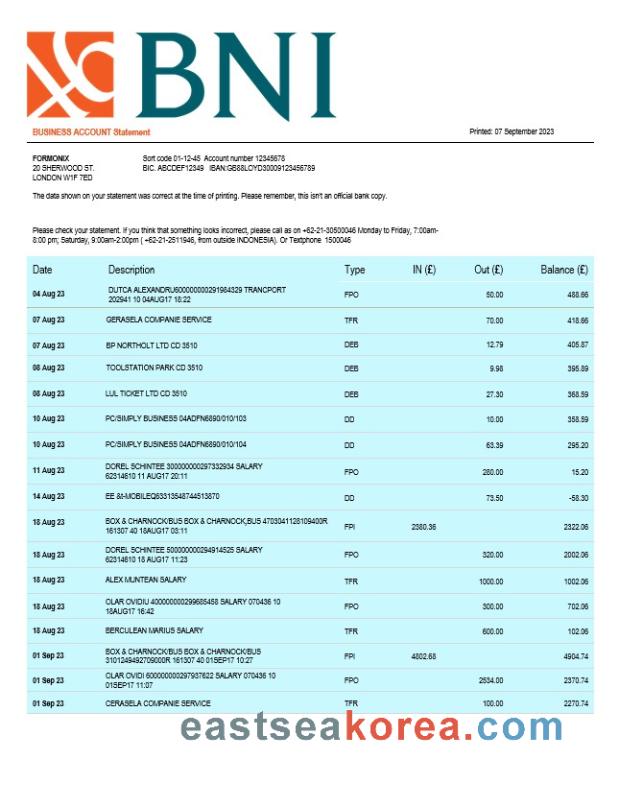 BNI
BUSINESS ACCOUNT Statement
Printed: 07 September 2023
FORMONIX
Sort code 01-12-45 Account number 12345678
20 SHERWOOD ST.
BIC. ABCDEF12349 IBAN:GB88LOYD30009123456789
LONDON W1F 7ED
The data shown on your statement was correct at the time of printing. Please remember, this isn't an official bank copy.
Please check your statement. If you think that something looks incorrect, please call as on +62-21-30500046 Monday to Friday, 7:00am-
8:00 pm; Saturday, 9:00am-2:00pm ( +62-21-2511946, from outside INDONESIA). Or Textphone 1500046
Date Description Type IN (£) Out (£) Balance (£)
04 Aug 23 DUTCA ALEXANDRU600000000291984329 TRANCPORT FPO 50.00 488.66
202941 10 04AUG17 18:22
07 Aug 23 GERASELA COMPANIE SERVICE TFR 70.00 418.66
07 Aug 23 BP NORTHOLT LTD CD 3510 DEB 12.79 405.87
08 Aug 23 TOOLSTATION PARK CD 3510 DEB 9.98 395.89
08 Aug 23 LUL TICKET LTD CD 3510 DEB 27.30 368.59
10 Aug 23 PC/SIMPLY BUSINESS 04ADFN6890/010/103 DD 10.00 358.59
10 Aug 23 PC/SIMPLY BUSINESS 04ADFN6890/010/104 DD 63.39 295.20
11 Aug 23 DOREL SCHINTEE 300000000297332934 SALARY FPO 280.00 15.20
62314610 11 AUG17 20:11
14 Aug 23 EE &t-MOBILEQ63313548744513870 DD 73.50 -58.30
18 Aug 23 BOX & CHARNOCK/BUS BOX & CHARNOCK,BUS 4703041128109400R FPI 2380.36 2322.06
161307 40 18AUG17 03:11
18 Aug 23 DOREL SCHINTEE 500000000294914525 SALARY FPO 320.00 2002.06
62314610 18 AUG17 11:23
18 Aug 23 ALEX MUNTEAN SALARY TFR 1000.00 1002.06
18 Aug 23 OLAR OVIDIU 400000000299685458 SALARY 070436 10 FPO 300.00 702.06
18AUG17 16:42
18 Aug 23 BERCULEAN MARIUS SALARY TFR 600.00 102.06
01 Sep 23 BOX & CHARNOCK/BUS BOX & CHARNOCK/BUS FPI 4802.68 4904.74
3101249492709000R 161307 40 01SEP17 10:27
01 Sep 23 OLAR OVIDI 600000000297937622 SALARY 070436 10 FPO 2534.00 2370.74
01SEP17 11:07
01 Sep 23 CERASELA COMPANIE SERVICE TFR 100.00 2270.74
eastseakorea.com